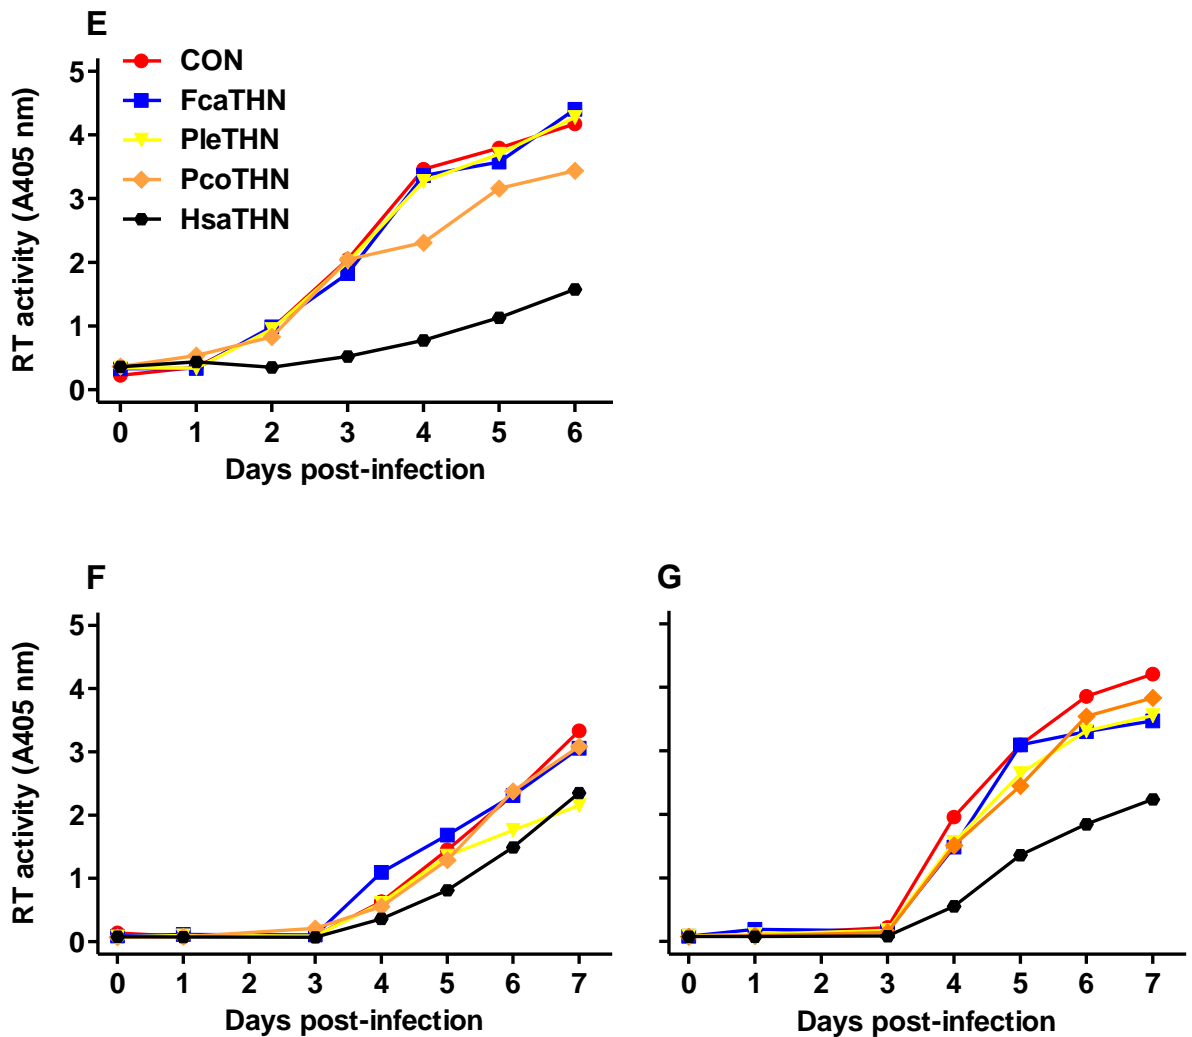 E
CON
FcaTHN
PleTHN
PcoTHN
HsaTHN
RT activity (A405 nm)
5
4
3
2
1
0
0 1 2 3 4 5 6
Days post-infection
F
RT activity (A405 nm)
5
4
3
2
1
0
0 1 2 3 4 5 6 7
Days post-infection
G
0 1 2 3 4 5 6 7
Days post-infection